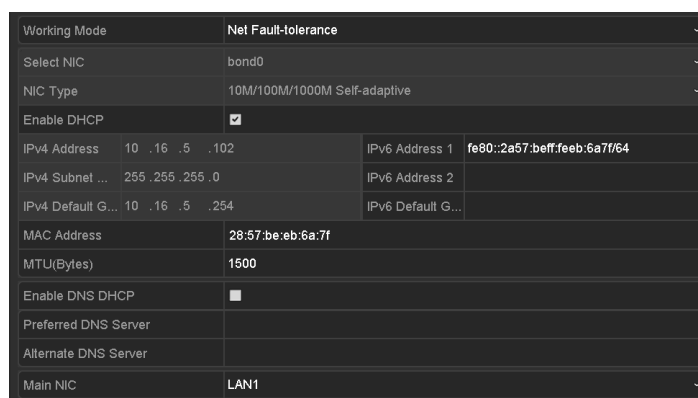 Working Mode Net Fault-tolerance
Select NIC bond0
NIC Type 10M/100M/1000M Self-adaptive
Enable DHCP
IPv4 Address 10 .16 .5 .102 IPv6 Address 1 fe80::2a57:beff:feeb:6a7f/64
IPv4 Subnet ... 255.255.255.0 IPv6 Address 2
IPv4 Default G... 10 .16 .5 .254 IPv6 Default G...
MAC Address 28:57:be:eb:6a:7f
MTU(Bytes) 1500
Enable DNS DHCP
Preferred DNS Server
Alternate DNS Server
Main NIC LAN1